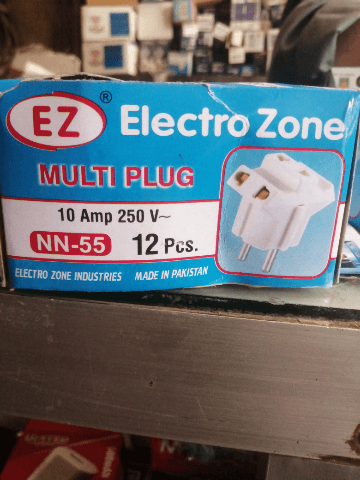 EZ ® Electro Zone
MULTI PLUG
10 Amp 250 V~
NN-55 12 Pcs.
ELECTRO ZONE INDUSTRIES MADE IN PAKISTAN